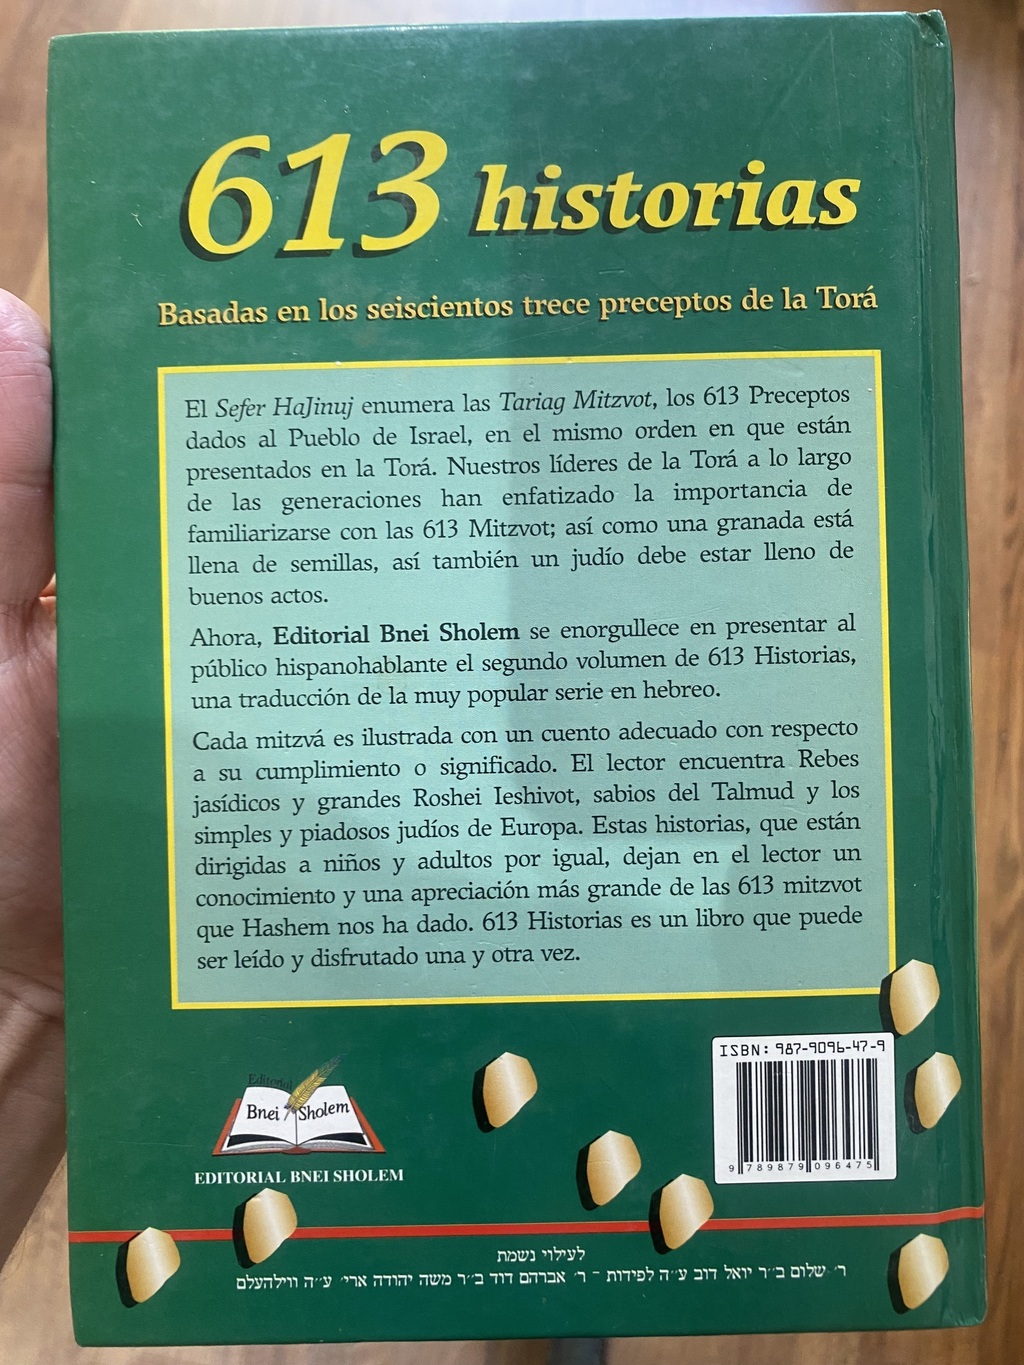 613 historias
Basadas en los seiscientos trece preceptos de la Torá
El Sefer HaJinuj enumera las Tariag Mitzvot, los 613 Preceptos
dados al Pueblo de Israel, en el mismo orden en que están
presentados en la Torá. Nuestros líderes de la Torá a lo largo
de las generaciones han enfatizado la importancia de
familiarizarse con las 613 Mitzvot; así como una granada está
llena de semillas, así también un judío debe estar lleno de
buenos actos.
Ahora, Editorial Bnei Sholem se enorgullece en presentar al
público hispanohablante el segundo volumen de 613 Historias,
una traducción de la muy popular serie en hebreo.
Cada mitzvá es ilustrada con un cuento adecuado con respecto
a su cumplimiento o significado. El lector encuentra Rebes
jasídicos y grandes Roshei Ieshivot, sabios del Talmud y los
simples y piadosos judíos de Europa. Estas historias, que están
dirigidas a niños y adultos por igual, dejan en el lector un
conocimiento y una apreciación más grande de las 613 mitzvot
que Hashem nos ha dado. 613 Historias es un libro que puede
ser leído y disfrutado una y otra vez.
ISBN: 987-9096-47-9
9 789879 096475
Editorial
Bnei Sholem
EDITORIAL BNEI SHOLEM
לעילוי נשמת
ר׳ שלום ב״ר יואל דוב ע״ה לפידות - ר׳ אברהם דוד ב״ר משה יהודה ארי׳ ע״ה ווילהעלם